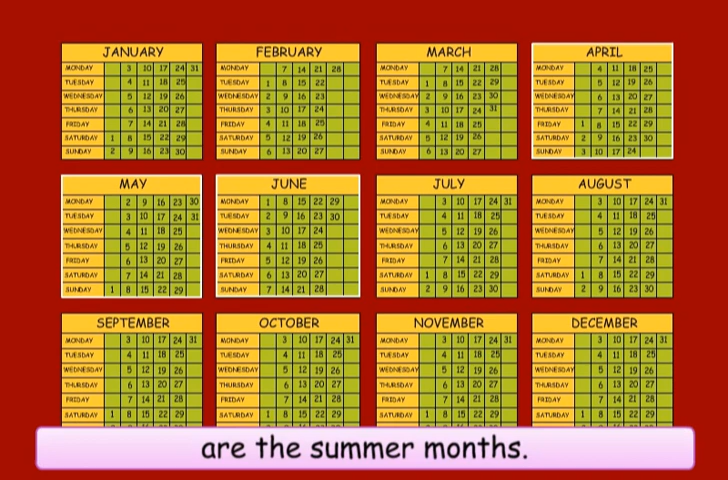 JANUARY
MONDAY 3 10 17 24 31
TUESDAY 4 11 18 25
WEDNESDAY 5 12 19 26
THURSDAY 6 13 20 27
FRIDAY 7 14 21 28
SATURDAY 1 8 15 22 29
SUNDAY 2 9 16 23 30
FEBRUARY
MONDAY 7 14 21 28
TUESDAY 1 8 15 22
WEDNESDAY 2 9 16 23
THURSDAY 3 10 17 24
FRIDAY 4 11 18 25
SATURDAY 5 12 19 26
SUNDAY 6 13 20 27
MARCH
MONDAY 7 14 21 28
TUESDAY 1 8 15 22 29
WEDNESDAY 2 9 16 23 30
THURSDAY 3 10 17 24 31
FRIDAY 4 11 18 25
SATURDAY 5 12 19 26
SUNDAY 6 13 20 27
APRIL
MONDAY 4 11 18 25
TUESDAY 5 12 19 26
WEDNESDAY 6 13 20 27
THURSDAY 7 14 21 28
FRIDAY 1 8 15 22 29
SATURDAY 2 9 16 23 30
SUNDAY 3 10 17 24
MAY
MONDAY 2 9 16 23 30
TUESDAY 3 10 17 24 31
WEDNESDAY 4 11 18 25
THURSDAY 5 12 19 26
FRIDAY 6 13 20 27
SATURDAY 7 14 21 28
SUNDAY 1 8 15 22 29
JUNE
MONDAY 1 8 15 22 29
TUESDAY 2 9 16 23 30
WEDNESDAY 3 10 17 24
THURSDAY 4 11 18 25
FRIDAY 5 12 19 26
SATURDAY 6 13 20 27
SUNDAY 7 14 21 28
JULY
MONDAY 3 10 17 24 31
TUESDAY 4 11 18 25
WEDNESDAY 5 12 19 26
THURSDAY 6 13 20 27
FRIDAY 7 14 21 28
SATURDAY 1 8 15 22 29
SUNDAY 2 9 16 23 30
AUGUST
MONDAY 3 10 17 24 31
TUESDAY 4 11 18 25
WEDNESDAY 5 12 19 26
THURSDAY 6 13 20 27
FRIDAY 7 14 21 28
SATURDAY 1 8 15 22 29
SUNDAY 2 9 16 23 30
SEPTEMBER
MONDAY 3 10 17 24 31
TUESDAY 4 11 18 25
WEDNESDAY 5 12 19 26
THURSDAY 6 13 20 27
FRIDAY 7 14 21 28
SATURDAY 1 8 15 22 29
OCTOBER
MONDAY 3 10 17 24 31
TUESDAY 4 11 18 25
WEDNESDAY 5 12 19 26
THURSDAY 6 13 20 27
FRIDAY 7 14 21 28
SATURDAY 1 8 15 22 29
NOVEMBER
MONDAY 3 10 17 24 31
TUESDAY 4 11 18 25
WEDNESDAY 5 12 19 26
THURSDAY 6 13 20 27
FRIDAY 7 14 21 28
SATURDAY 1 8 15 22 29
DECEMBER
MONDAY 3 10 17 24 31
TUESDAY 4 11 18 25
WEDNESDAY 5 12 19 26
THURSDAY 6 13 20 27
FRIDAY 7 14 21 28
SATURDAY 1 8 15 22 29
are the summer months.